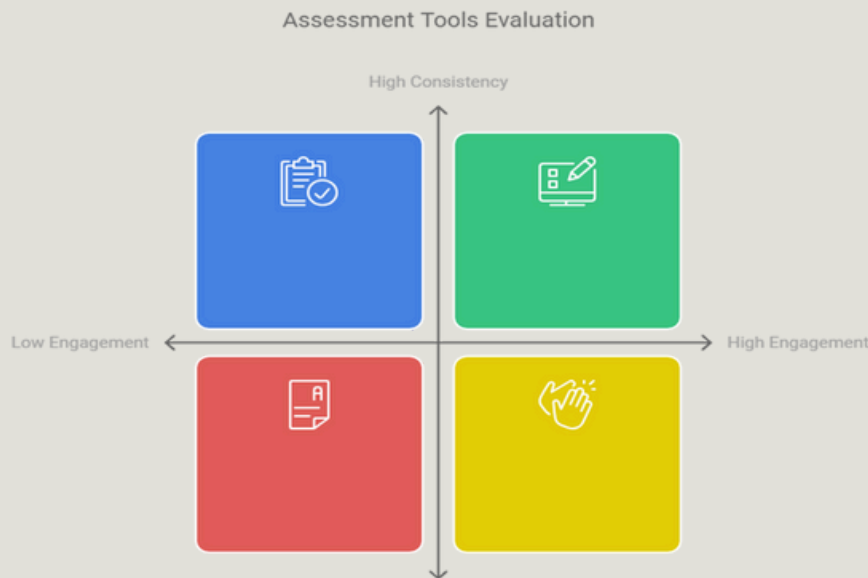 Assessment Tools Evaluation
High Consistency
Low Engagement
High Engagement
A